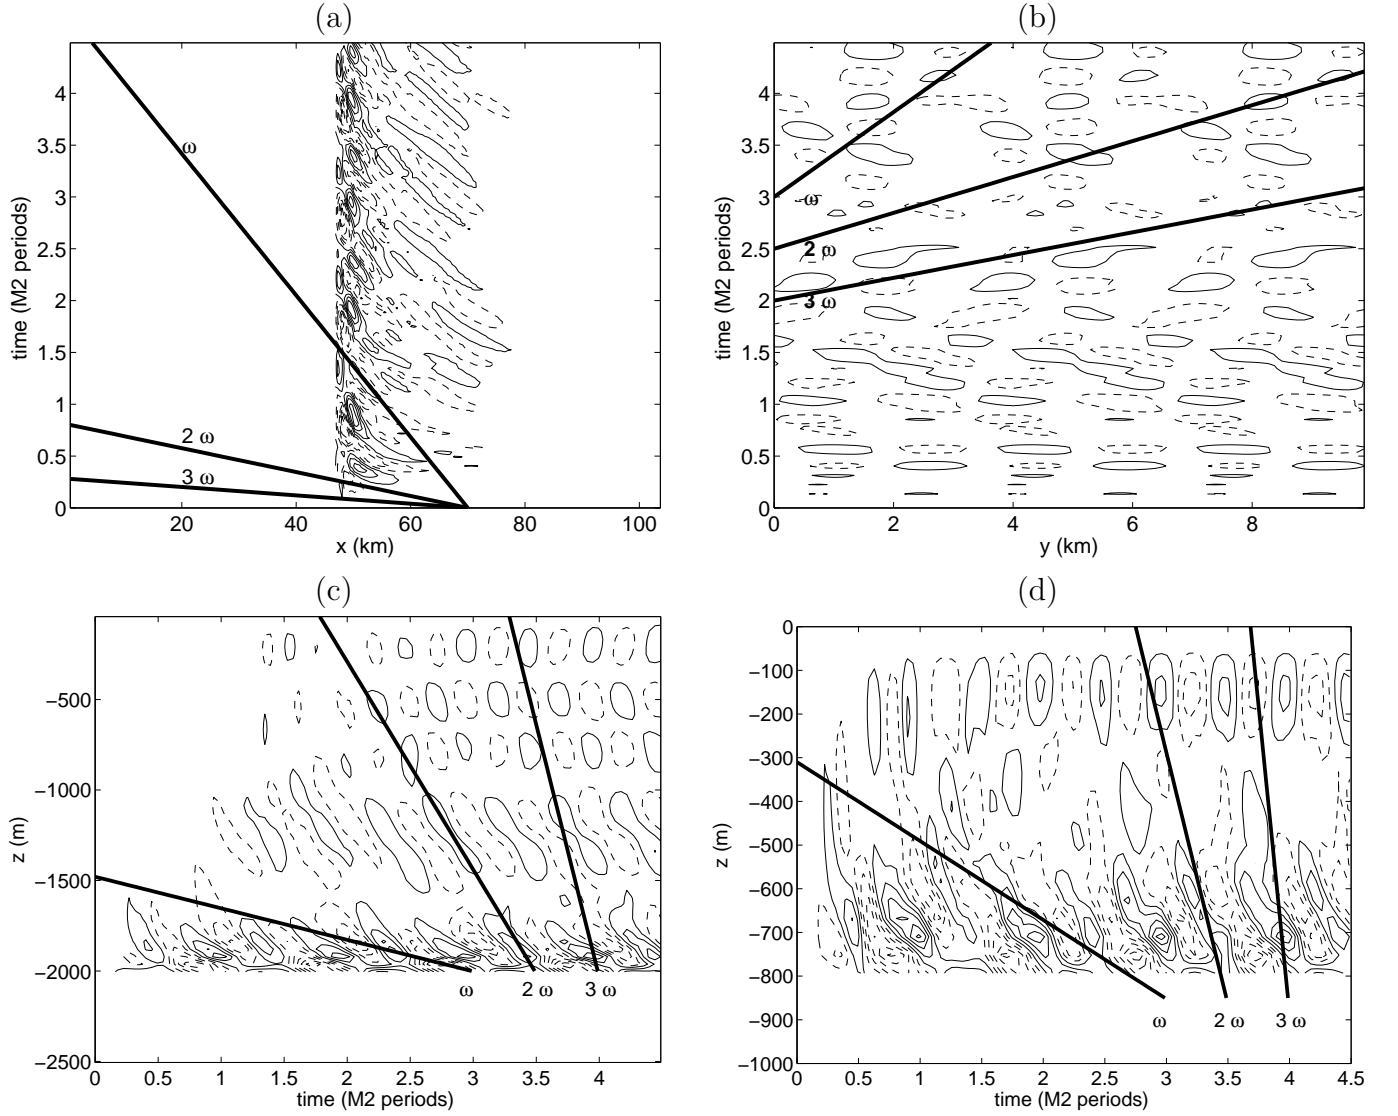 (a)
4
3.5
3
2.5
2
1.5
1
0.5
0
time (M2 periods)
ω
2 ω
3 ω
20 40 60 80 100
x (km)
(b)
4
3.5
3
2.5
2
1.5
1
0.5
0
time (M2 periods)
ω
2 ω
3 ω
0 2 4 6 8
y (km)
(c)
−500
−1000
−1500
−2000
−2500
z (m)
ω 2 ω 3 ω
0 0.5 1 1.5 2 2.5 3 3.5 4
time (M2 periods)
(d)
0
−100
−200
−300
−400
−500
−600
−700
−800
−900
−1000
z (m)
ω 2 ω 3 ω
0 0.5 1 1.5 2 2.5 3 3.5 4 4.5
time (M2 periods)